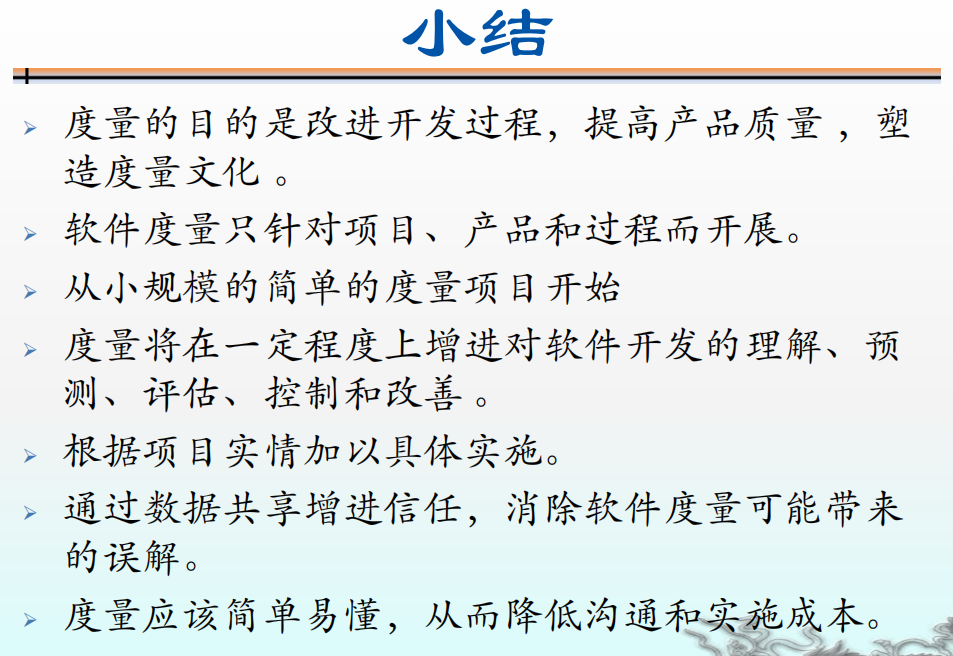 小结
度量的目的是改进开发过程，提高产品质量 ，塑
造度量文化 。
软件度量只针对项目、产品和过程而开展。
从小规模的简单的度量项目开始
度量将在一定程度上增进对软件开发的理解、预
测、评估、控制和改善 。
根据项目实情加以具体实施。
通过数据共享增进信任，消除软件度量可能带来
的误解。
度量应该简单易懂，从而降低沟通和实施成本。